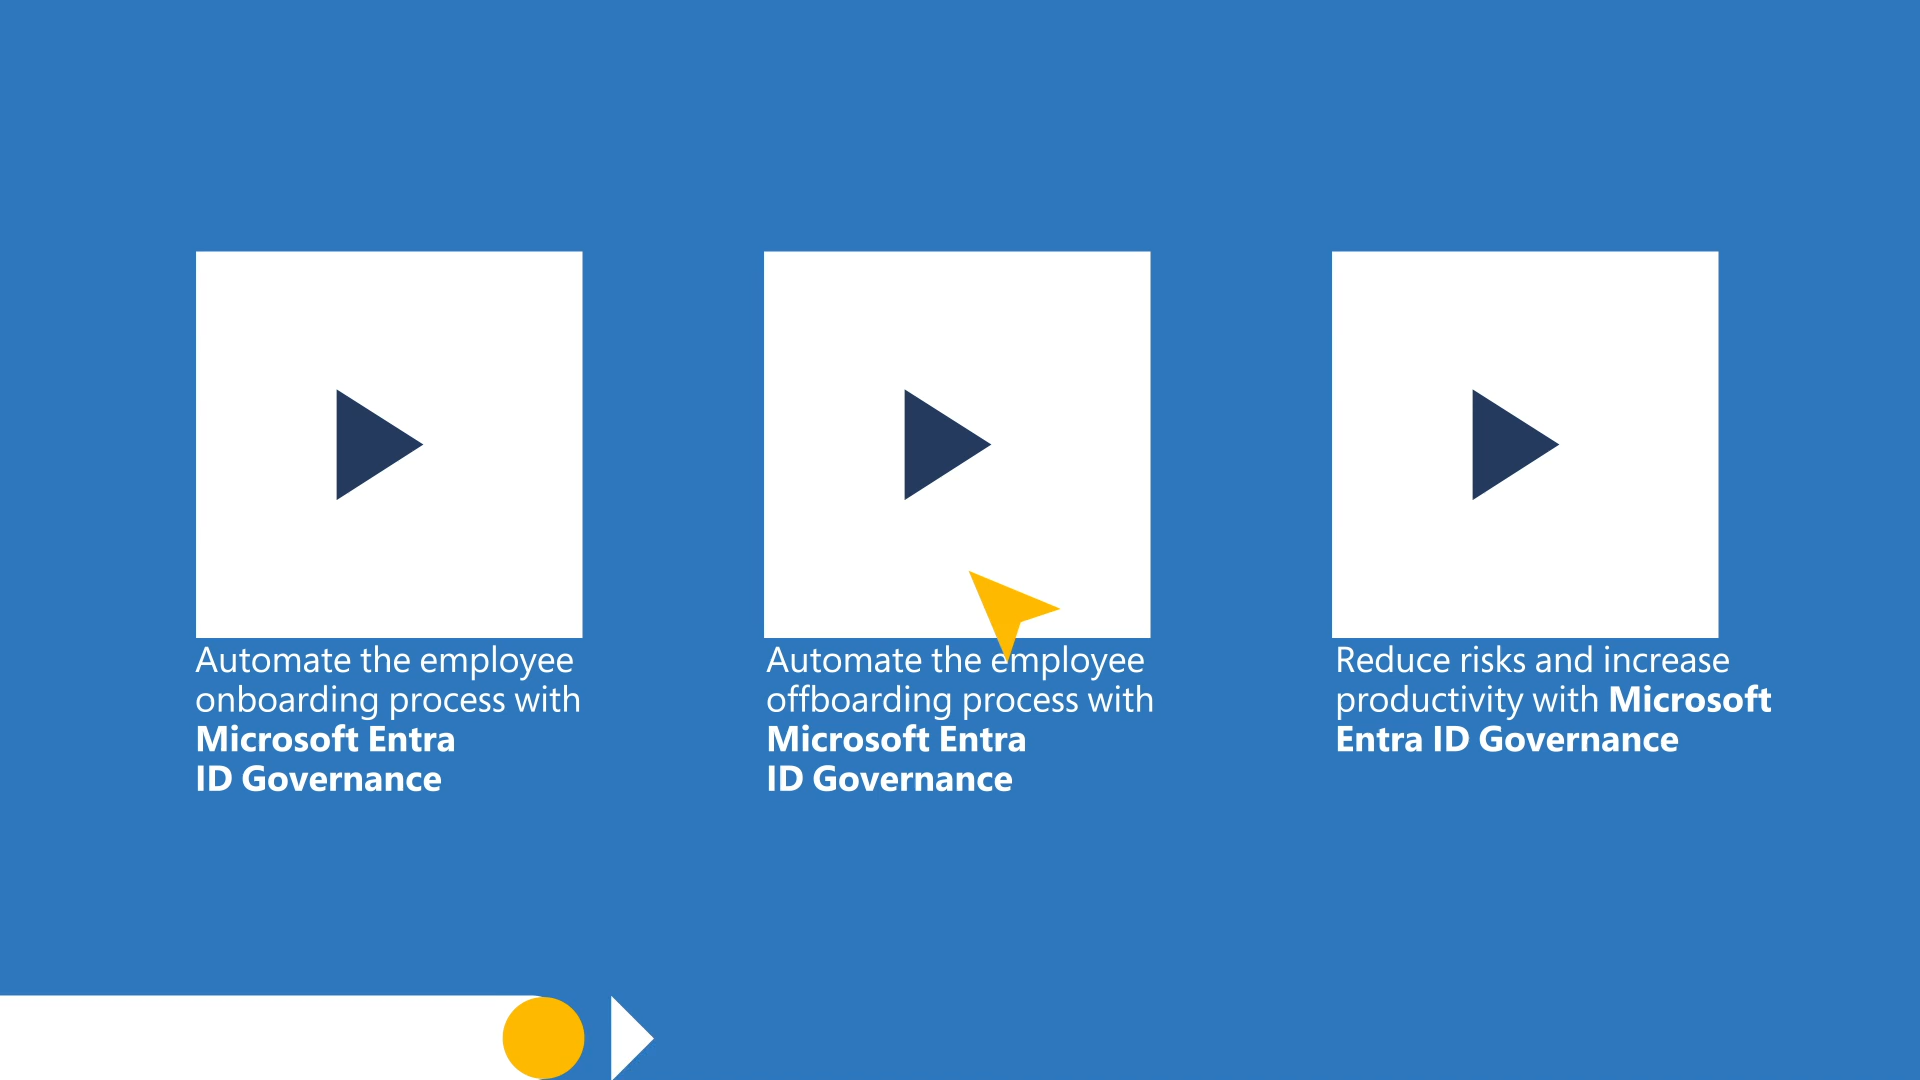 Automate the employee
onboarding process with
Microsoft Entra
ID Governance
Automate the employee
offboarding process with
Microsoft Entra
ID Governance
Reduce risks and increase
productivity with Microsoft
Entra ID Governance